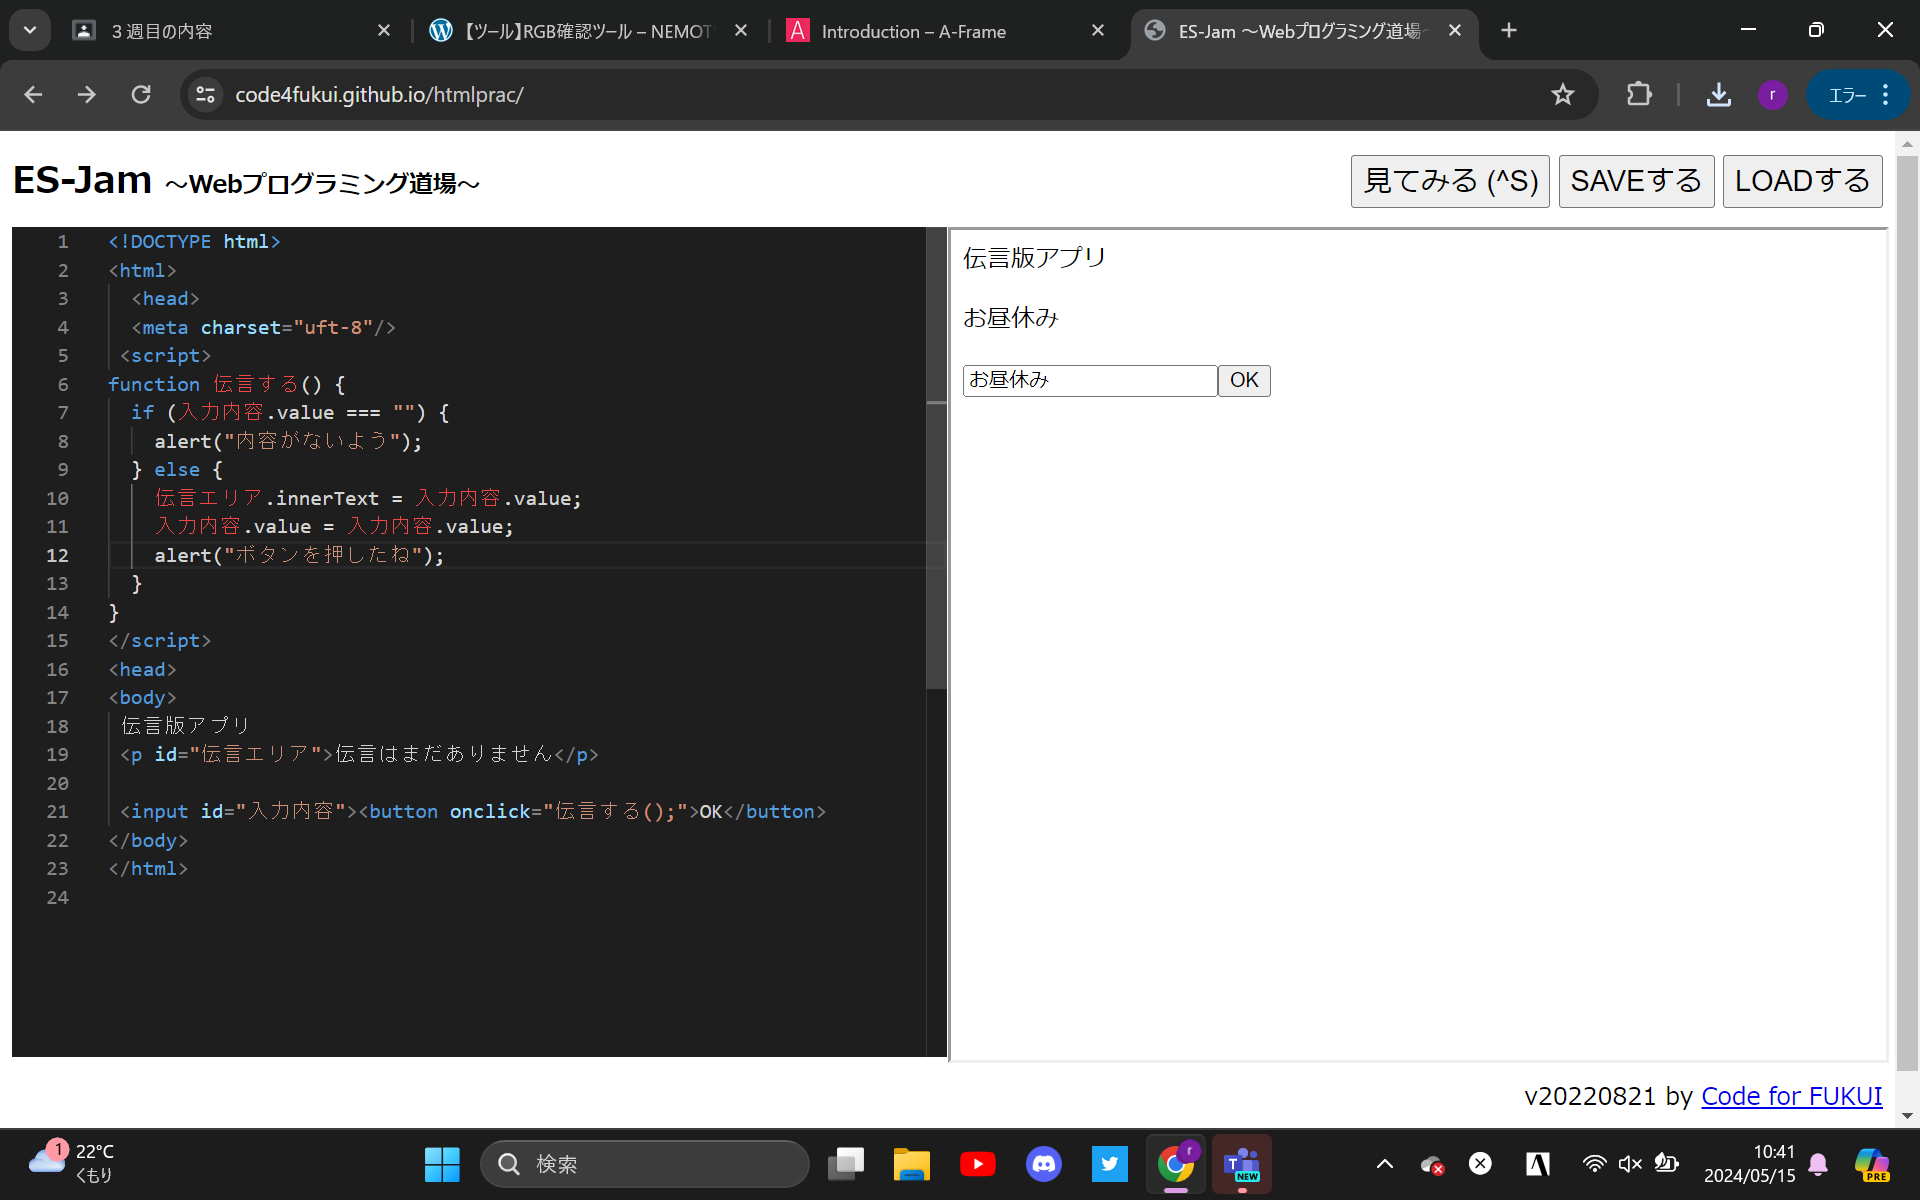 3 週目の内容
【ツール】RGB確認ツール – NEMOT
Introduction – A-Frame
ES-Jam ～Webプログラミング道場～
code4fukui.github.io/htmlprac/
r
エラー
ES-Jam ～Webプログラミング道場～
見てみる (^S)
SAVEする
LOADする
1 <!DOCTYPE html>
2 <html>
3 <head>
4 <meta charset="uft-8"/>
5 <script>
6 function 伝言する() {
7 if (入力内容.value === "") {
8 alert("内容がないよう");
9 } else {
10 伝言エリア.innerText = 入力内容.value;
11 入力内容.value = 入力内容.value;
12 alert("ボタンを押したね");
13 }
14 }
15 </script>
16 <head>
17 <body>
18 伝言版アプリ
19 <p id="伝言エリア">伝言はまだありません</p>
20
21 <input id="入力内容"><button onclick="伝言する();">OK</button>
22 </body>
23 </html>
24
伝言版アプリ
お昼休み
お昼休み OK
v20220821 by Code for FUKUI
1
22°C
くもり
検索
r
NEW
10:41
2024/05/15
PRE